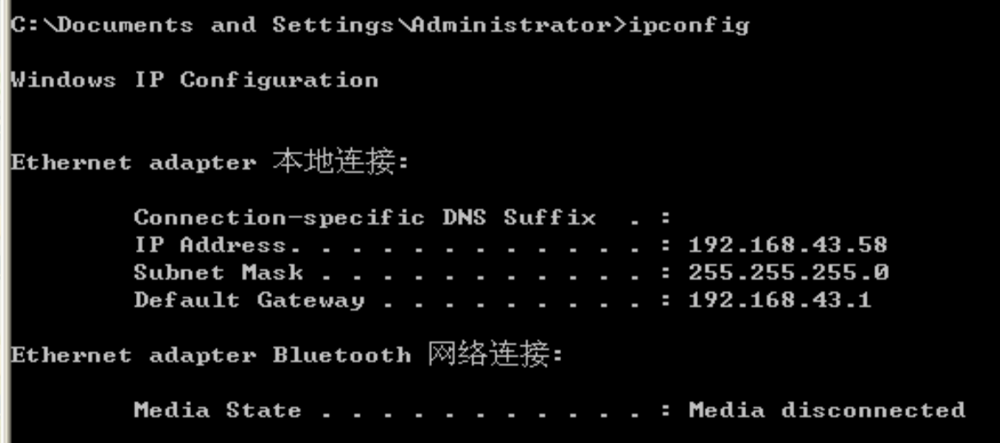 C:\Documents and Settings\Administrator>ipconfig
Windows IP Configuration
Ethernet adapter 本地连接:
Connection-specific DNS Suffix  . :
IP Address. . . . . . . . . . . . : 192.168.43.58
Subnet Mask . . . . . . . . . . . : 255.255.255.0
Default Gateway . . . . . . . . . : 192.168.43.1
Ethernet adapter Bluetooth 网络连接:
Media State . . . . . . . . . . . : Media disconnected